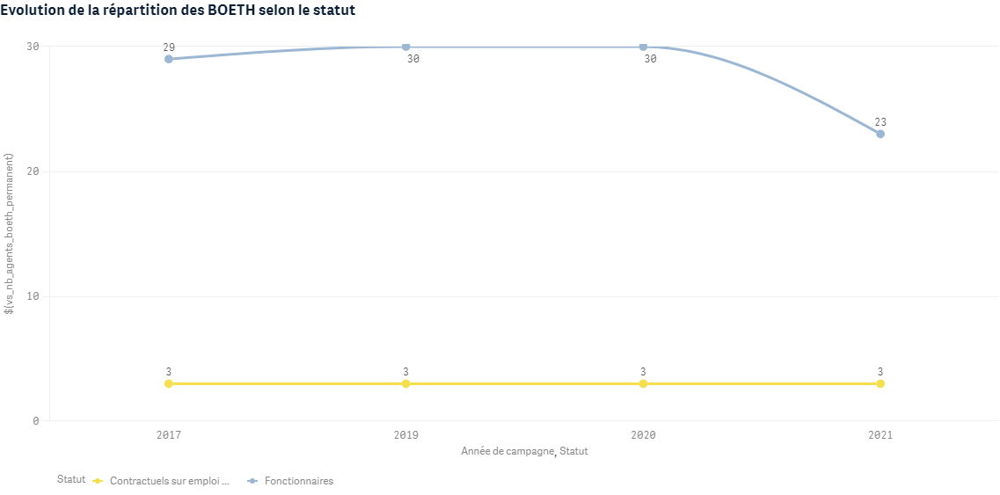 Evolution de la répartition des BOETH selon le statut
30
29
30
30
23
20
10
3
3
3
3
0
2017
2019
2020
2021
$(vs_nb_agents_boeth_permanent)
Année de campagne, Statut
Statut
Contractuels sur emploi ...
Fonctionnaires